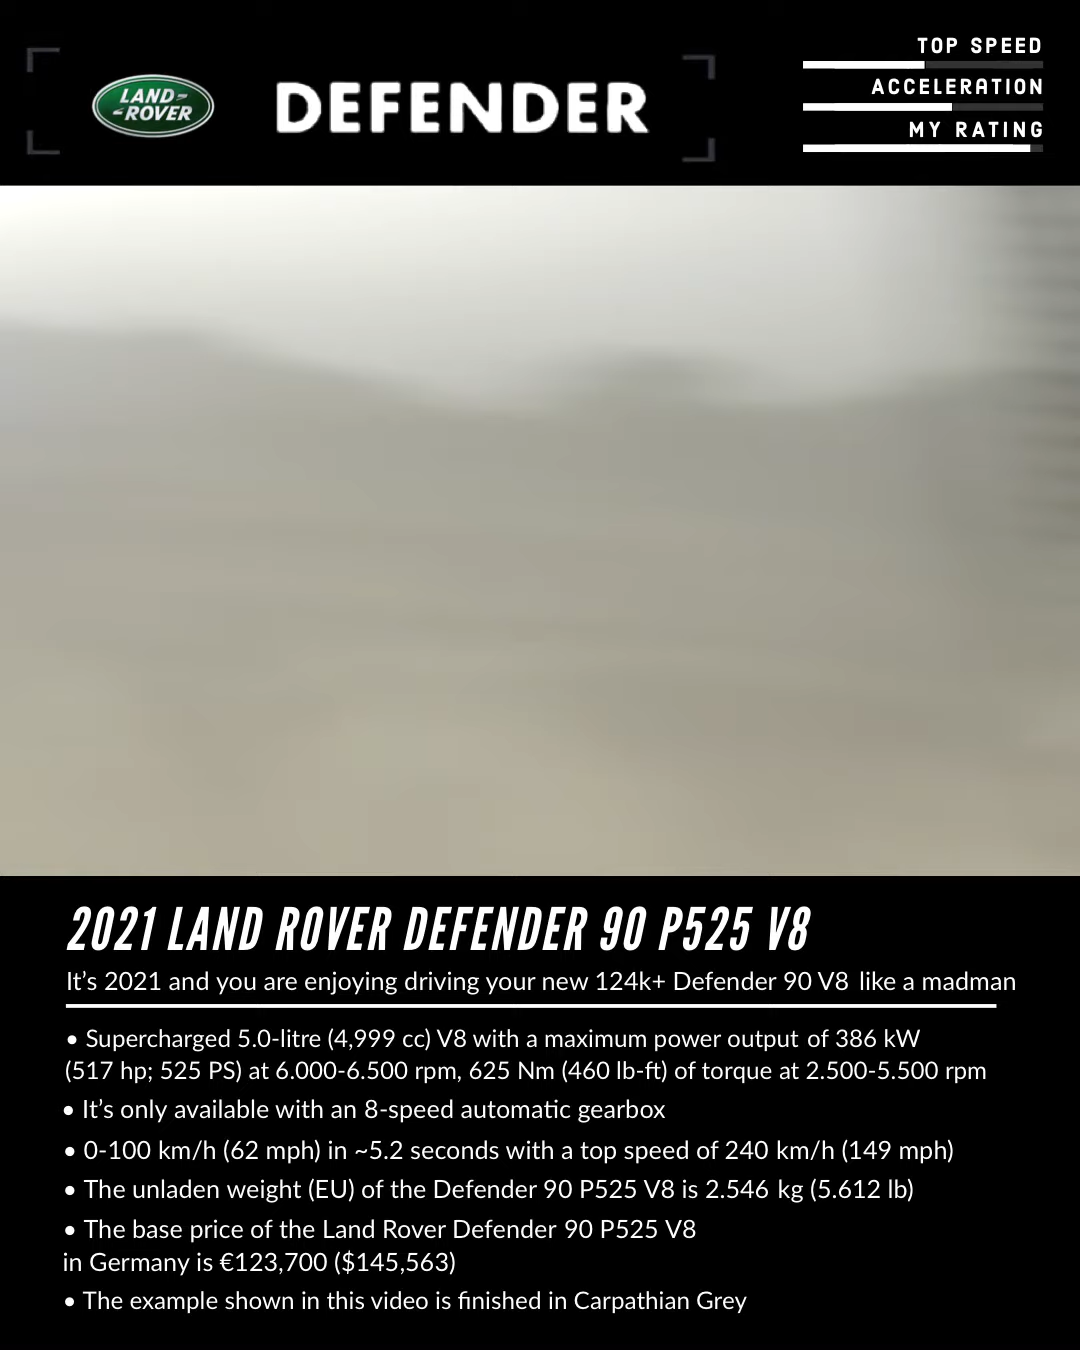 LAND-
-ROVER
DEFENDER
TOP SPEED
ACCELERATION
MY RATING
2021 LAND ROVER DEFENDER 90 P525 V8
It's 2021 and you are enjoying driving your new 124k+ Defender 90 V8 like a madman
• Supercharged 5.0-litre (4,999 cc) V8 with a maximum power output of 386 kW
(517 hp; 525 PS) at 6.000-6.500 rpm, 625 Nm (460 lb-ft) of torque at 2.500-5.500 rpm
• It's only available with an 8-speed automatic gearbox
• 0-100 km/h (62 mph) in ~5.2 seconds with a top speed of 240 km/h (149 mph)
• The unladen weight (EU) of the Defender 90 P525 V8 is 2.546 kg (5.612 lb)
• The base price of the Land Rover Defender 90 P525 V8
in Germany is €123,700 ($145,563)
• The example shown in this video is finished in Carpathian Grey